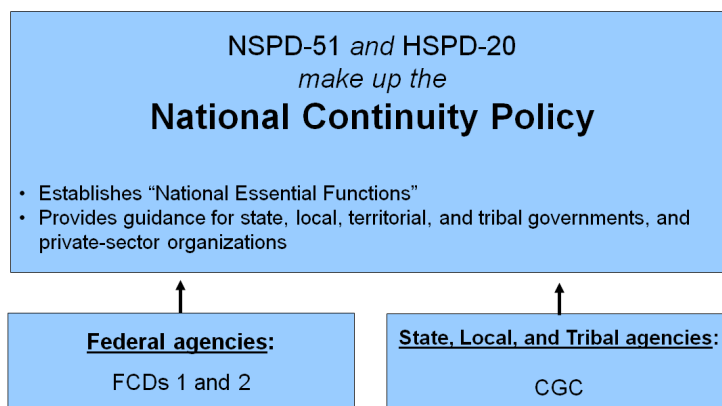 NSPD-51 and HSPD-20
make up the
National Continuity Policy
• Establishes “National Essential Functions”
• Provides guidance for state, local, territorial, and tribal governments, and
private-sector organizations
Federal agencies:
FCDs 1 and 2
State, Local, and Tribal agencies:
CGC